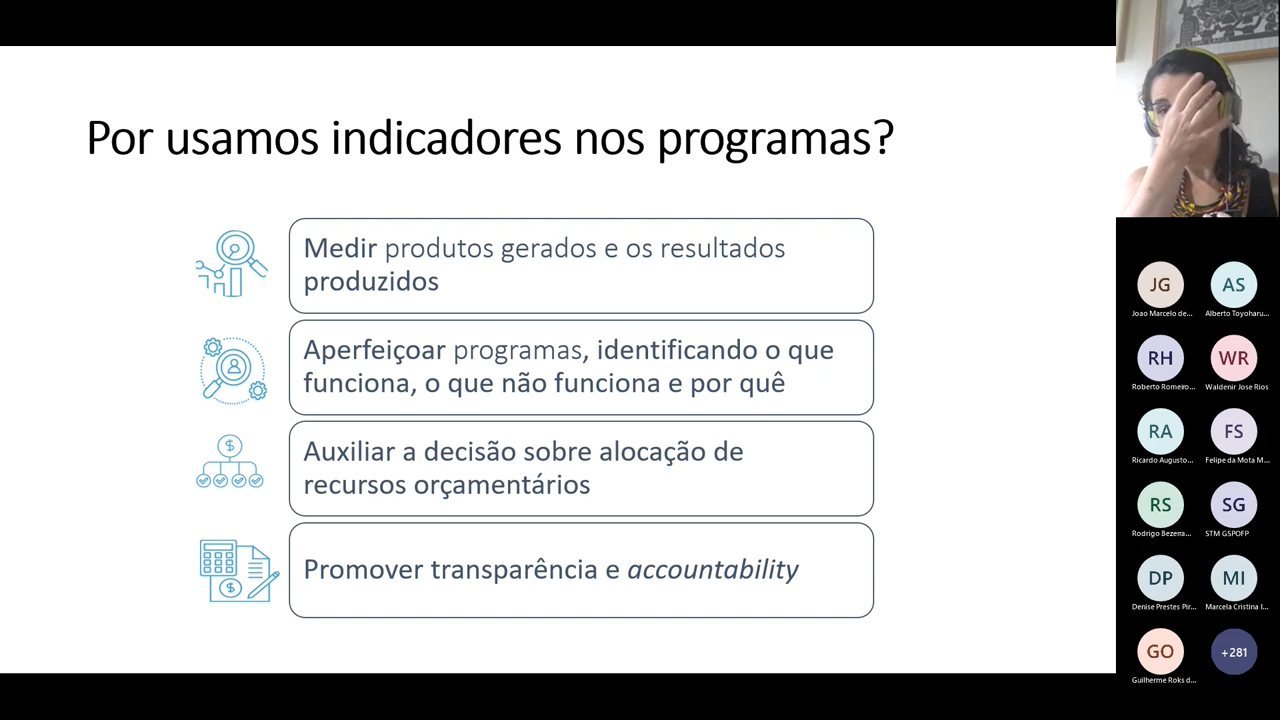 Por usamos indicadores nos programas?
Medir produtos gerados e os resultados
produzidos
Aperfeiçoar programas, identificando o que
funciona, o que não funciona e por quê
$
Auxiliar a decisão sobre alocação de
recursos orçamentários
$
Promover transparência e accountability
JG
AS
Joao Marcelo de...
Alberto Toyoharu...
RH
WR
Roberto Romeiro...
Waldenir Jose Rios
RA
FS
Ricardo Augusto...
Felipe da Mota M...
RS
SG
Rodrigo Bezerra...
STM GSPOFP
DP
MI
Denise Prestes Pir...
Marcela Cristina I...
GO
+281
Guilherme Roks d...